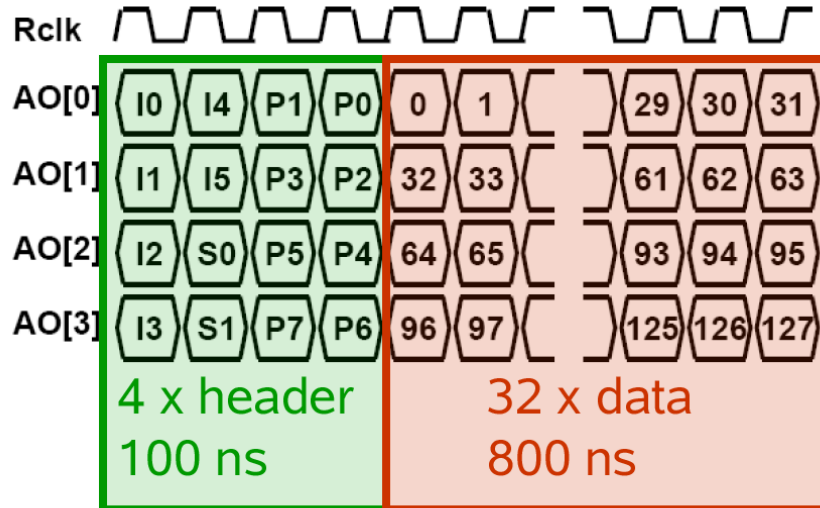 Rclk
AO[0] I0 I4 P1 P0 0 1 29 30 31
AO[1] I1 I5 P3 P2 32 33 61 62 63
AO[2] I2 S0 P5 P4 64 65 93 94 95
AO[3] I3 S1 P7 P6 96 97 125 126 127
4 x header 32 x data
100 ns 800 ns